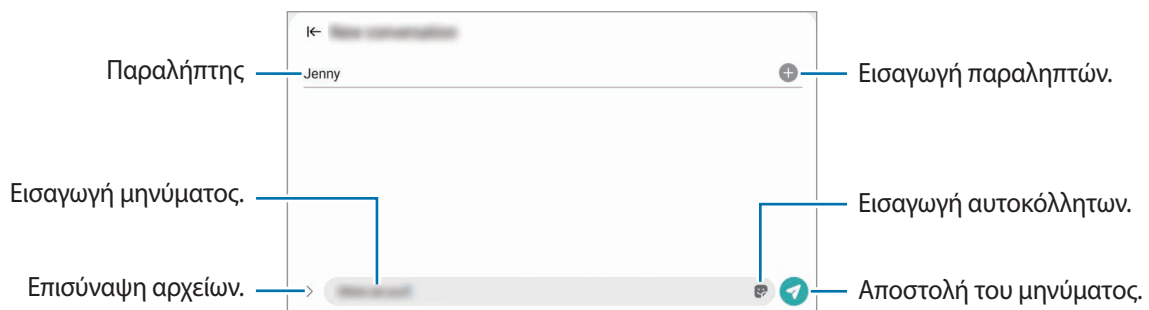 Παραλήπτης
Jenny
Εισαγωγή παραληπτών.
Εισαγωγή μηνύματος.
Εισαγωγή αυτοκόλλητων.
Επισύναψη αρχείων.
Αποστολή του μηνύματος.